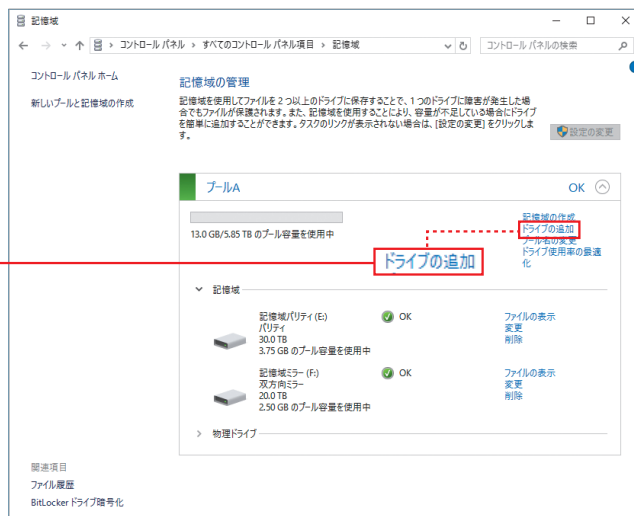 記憶域
コントロール パネル > すべてのコントロール パネル項目 > 記憶域
コントロール パネルの検索
コントロール パネル ホーム
新しいプールと記憶域の作成
記憶域の管理
記憶域を使用してファイルを 2 つ以上のドライブに保存することで、1 つのドライブに障害が発生した場
合でもファイルが保護されます。また、記憶域を使用することにより、容量が不足している場合にドライブ
を簡単に追加することができます。タスクのリンクが表示されない場合は、[設定の変更] をクリックしま
す。
設定の変更
プールA
OK
13.0 GB/5.85 TB のプール容量を使用中
記憶域の作成
ドライブの追加
プール名の変更
ドライブ使用率の最適
化
ドライブの追加
記憶域
記憶域パリティ (E:)
パリティ
30.0 TB
3.75 GB のプール容量を使用中
OK
ファイルの表示
変更
削除
記憶域ミラー (F:)
双方向ミラー
20.0 TB
2.50 GB のプール容量を使用中
OK
ファイルの表示
変更
削除
物理ドライブ
関連項目
ファイル履歴
BitLocker ドライブ暗号化